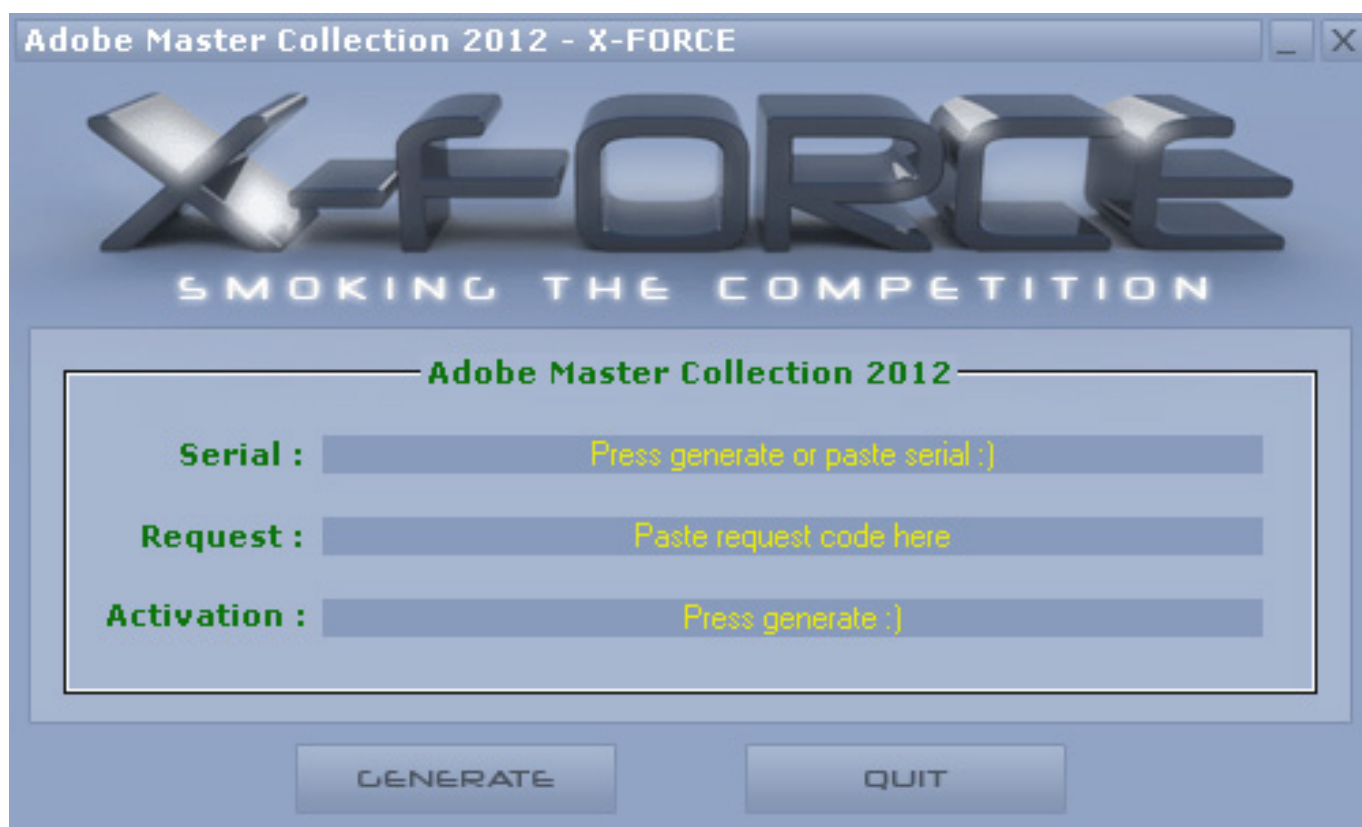 Adobe Master Collection 2012 - X-FORCE _ X
X-FORCE
SMOKING THE COMPETITION
Adobe Master Collection 2012
Serial : Press generate or paste serial :)
Request : Paste request code here
Activation : Press generate :)
GENERATE QUIT